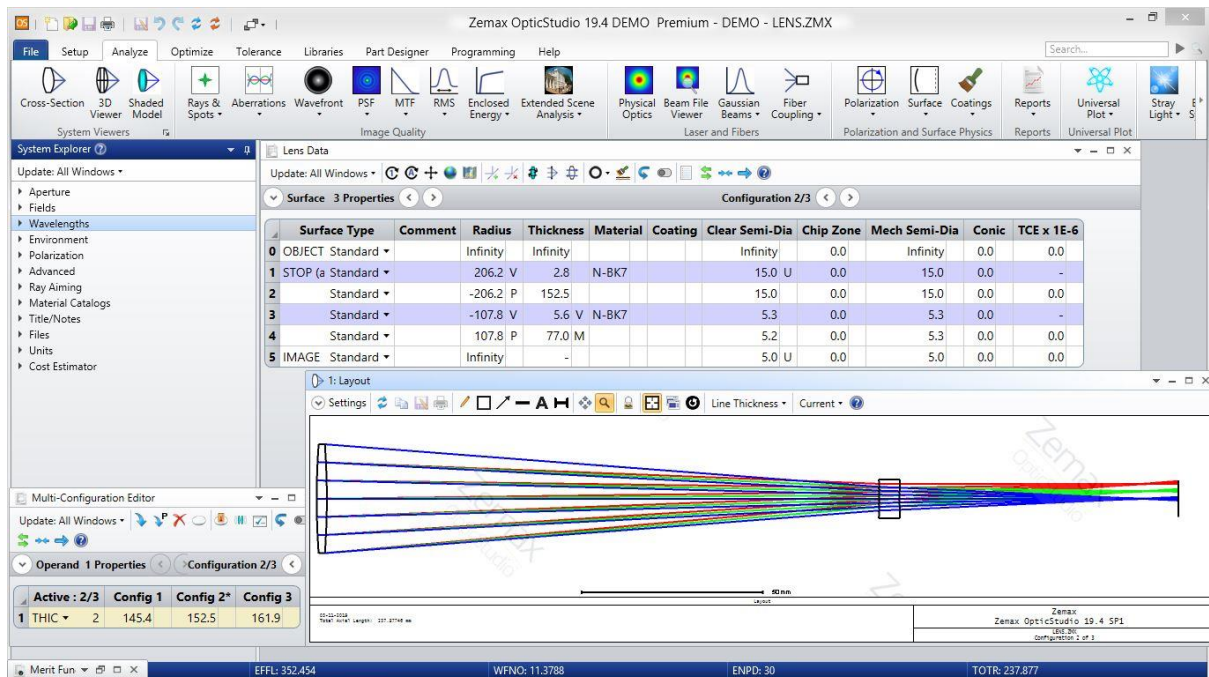 OS Zemax OpticStudio 19.4 DEMO Premium - DEMO - LENS.ZMX
File Setup Analyze Optimize Tolerance Libraries Part Designer Programming Help Search...
Cross-Section 3D Viewer Shaded Model Rays & Spots Aberrations Wavefront PSF MTF RMS Enclosed Energy Extended Scene Analysis Physical Optics Beam File Viewer Gaussian Beams Fiber Coupling Polarization Surface Coatings Reports Universal Plot Stray Light
System Viewers Image Quality Laser and Fibers Polarization and Surface Physics Reports Universal Plot
System Explorer
Update: All Windows
Aperture
Fields
Wavelengths
Environment
Polarization
Advanced
Ray Aiming
Material Catalogs
Title/Notes
Files
Units
Cost Estimator
Lens Data
Update: All Windows
Surface 3 Properties Configuration 2/3
Surface Type Comment Radius Thickness Material Coating Clear Semi-Dia Chip Zone Mech Semi-Dia Conic TCE x 1E-6
0 OBJECT Standard Infinity Infinity Infinity 0.0 Infinity 0.0 0.0
1 STOP (a Standard 206.2 V 2.8 N-BK7 15.0 U 0.0 15.0 0.0 -
2 Standard -206.2 P 152.5 15.0 0.0 15.0 0.0 0.0
3 Standard -107.8 V 5.6 V N-BK7 5.3 0.0 5.3 0.0 -
4 Standard 107.8 P 77.0 M 5.2 0.0 5.3 0.0 0.0
5 IMAGE Standard Infinity - 5.0 U 0.0 5.0 0.0 0.0
1: Layout
Settings A Line Thickness Current
Zemax
OpticStudio
Zemax
Studio
Zemax
50 mm
Layout
Zemax
Zemax OpticStudio 19.4 SP1
LENS.ZMX
Configuration 2 of 3
Multi-Configuration Editor
Update: All Windows
Operand 1 Properties Configuration 2/3
Active : 2/3 Config 1 Config 2* Config 3
1 THIC 2 145.4 152.5 161.9
Merit Fun EFFL: 352.454 WFNO: 11.3788 ENPD: 30 TOTR: 237.877